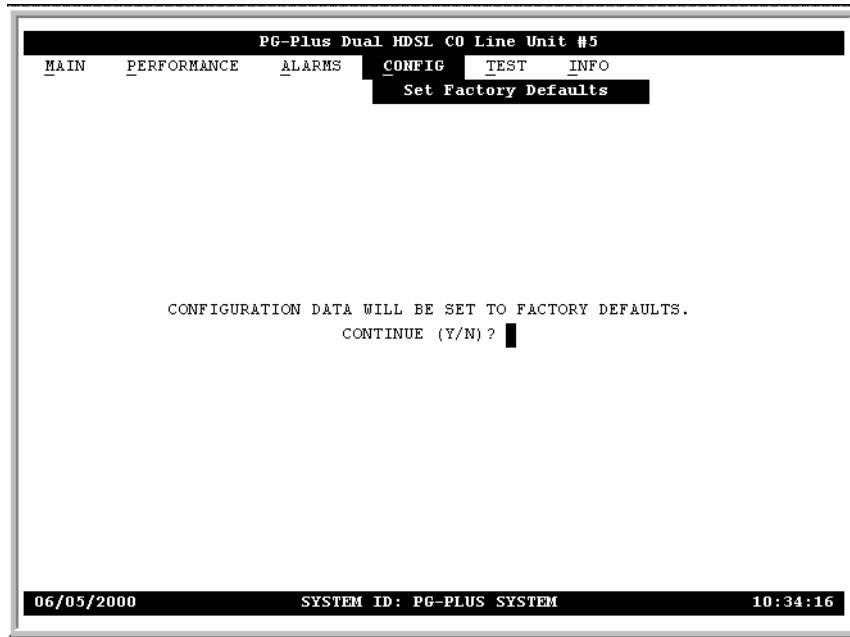 PG-Plus Dual HDSL CO Line Unit #5
MAIN PERFORMANCE ALARMS CONFIG TEST INFO
Set Factory Defaults
CONFIGURATION DATA WILL BE SET TO FACTORY DEFAULTS.
CONTINUE (Y/N)?
06/05/2000 SYSTEM ID: PG-PLUS SYSTEM 10:34:16